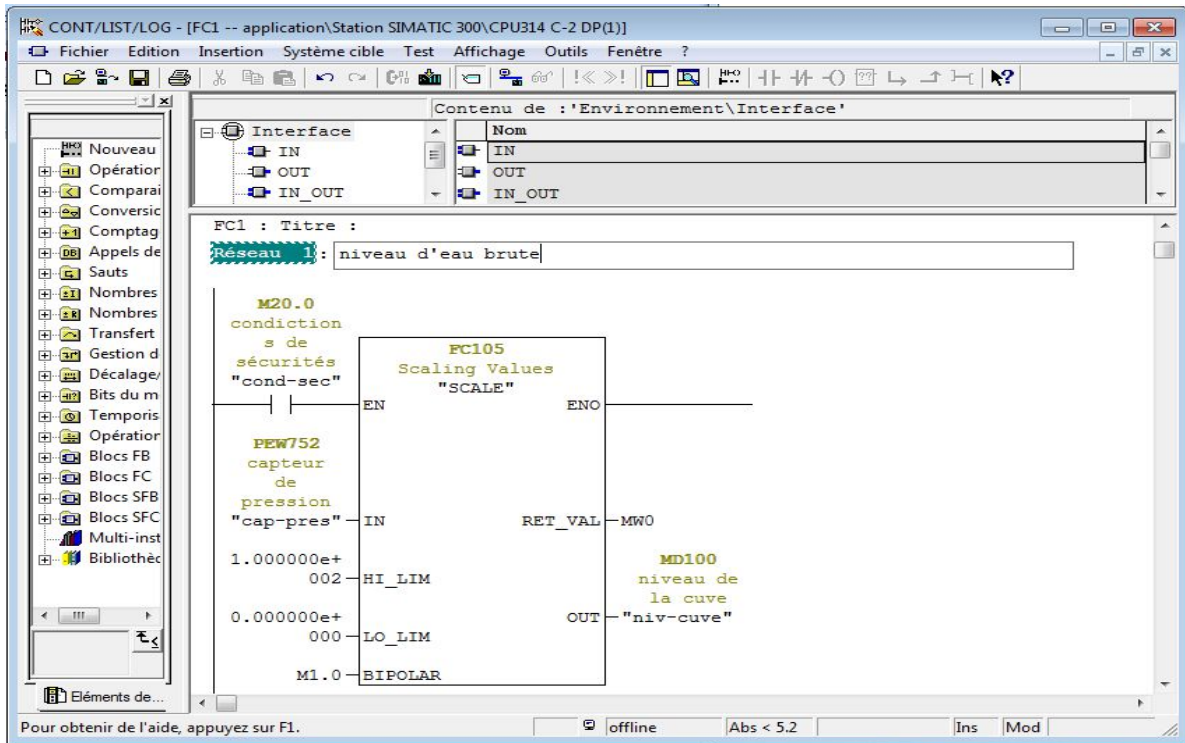 CONT/LIST/LOG - [FC1 -- application\Station SIMATIC 300\CPU314 C-2 DP(1)]
Fichier Edition Insertion Système cible Test Affichage Outils Fenêtre ?
Contenu de :'Environnement\Interface'
Interface
IN
OUT
IN_OUT
Nom
IN
OUT
IN_OUT
Nouveau
Opération
Comparai
Conversic
Comptag
Appels de
Sauts
Nombres
Nombres
Transfert
Gestion d
Décalage/
Bits du m
Temporis
Opération
Blocs FB
Blocs FC
Blocs SFB
Blocs SFC
Multi-inst
Bibliothèc
Eléments de...
FC1 : Titre :
Réseau 1: niveau d'eau brute
M20.0
condiction
s de
sécurités
"cond-sec"
FC105
Scaling Values
"SCALE"
EN
ENO
PEW752
capteur
de
pression
"cap-pres"
IN
RET_VAL
MW0
1.000000e+
002
HI_LIM
MD100
niveau de
la cuve
OUT
"niv-cuve"
0.000000e+
000
LO_LIM
M1.0
BIPOLAR
Pour obtenir de l'aide, appuyez sur F1.
offline
Abs < 5.2
Ins
Mod